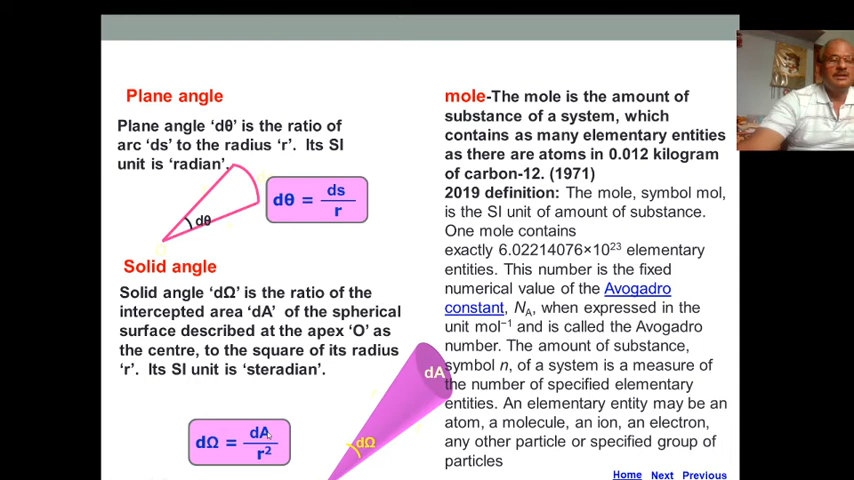 Plane angle
Plane angle ‘dθ’ is the ratio of
arc ‘ds’ to the radius ‘r’. Its SI
unit is ‘radian’.
dθ
dθ = ds
r
Solid angle
Solid angle ‘dΩ’ is the ratio of the
intercepted area ‘dA’ of the spherical
surface described at the apex ‘O’ as
the centre, to the square of its radius
‘r’. Its SI unit is ‘steradian’.
dA
dΩ
dΩ = dA
r²
mole-The mole is the amount of
substance of a system, which
contains as many elementary entities
as there are atoms in 0.012 kilogram
of carbon-12. (1971)
2019 definition: The mole, symbol mol,
is the SI unit of amount of substance.
One mole contains
exactly 6.02214076×10²³ elementary
entities. This number is the fixed
numerical value of the Avogadro
constant, N_A, when expressed in the
unit mol⁻¹ and is called the Avogadro
number. The amount of substance,
symbol n, of a system is a measure of
the number of specified elementary
entities. An elementary entity may be an
atom, a molecule, an ion, an electron,
any other particle or specified group of
particles
Home Next Previous